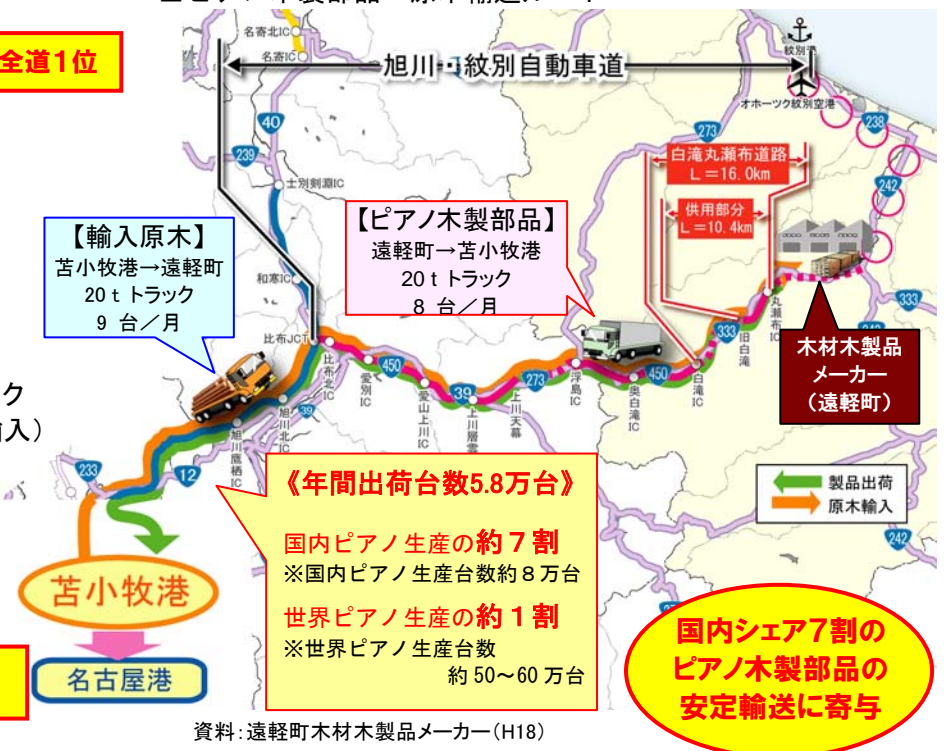 全道1位
名寄北IC
名寄IC
旭川・紋別自動車道
紋別港
オホーツク紋別空港
238
40
273
239
242
白滝丸瀬布道路
L＝16.0km
士別剣淵IC
供用部分
L＝10.4km
【輸入原木】
苫小牧港→遠軽町
20ｔトラック
9 台／月
【ピアノ木製部品】
遠軽町→苫小牧港
20ｔトラック
8 台／月
和寒IC
比布JCT
比布北IC
愛別IC
450
愛山上川IC
39
上川層雲
上川天幕
273
浮島IC
奥白滝IC
450
白滝IC
333
旧白滝
丸瀬布IC
333
242
木材木製品
メーカー
（遠軽町）
旭川北IC
39
旭川鷹栖IC
ク
入）
233
12
《年間出荷台数5.8万台》
国内ピアノ生産の約７割
※国内ピアノ生産台数約８万台
世界ピアノ生産の約１割
※世界ピアノ生産台数
約 50～60 万台
製品出荷
原木輸入
242
苫小牧港
名古屋港
国内シェア7割の
ピアノ木製部品の
安定輸送に寄与
資料：遠軽町木材木製品メーカー（H18）